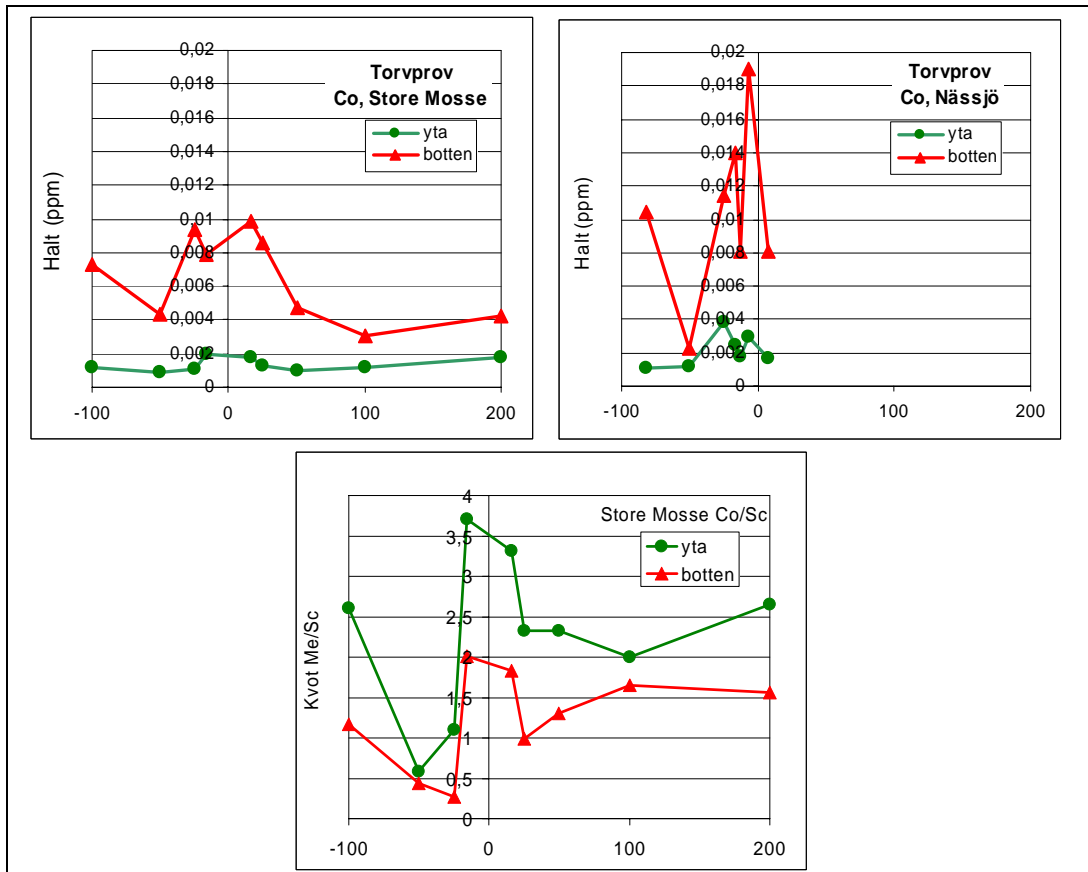 Torvprov
Co, Store Mosse
yta
botten
Halt (ppm)
0,02
0,018
0,016
0,014
0,012
0,01
0,008
0,006
0,004
0,002
0
-100 0 100 200
Torvprov
Co, Nässjö
yta
botten
Halt (ppm)
0,02
0,018
0,016
0,014
0,012
0,01
0,008
0,006
0,004
0,002
0
-100 0 100 200
Store Mosse Co/Sc
yta
botten
Kvot Me/Sc
4
3,5
3
2,5
2
1,5
1
0,5
0
-100 0 100 200